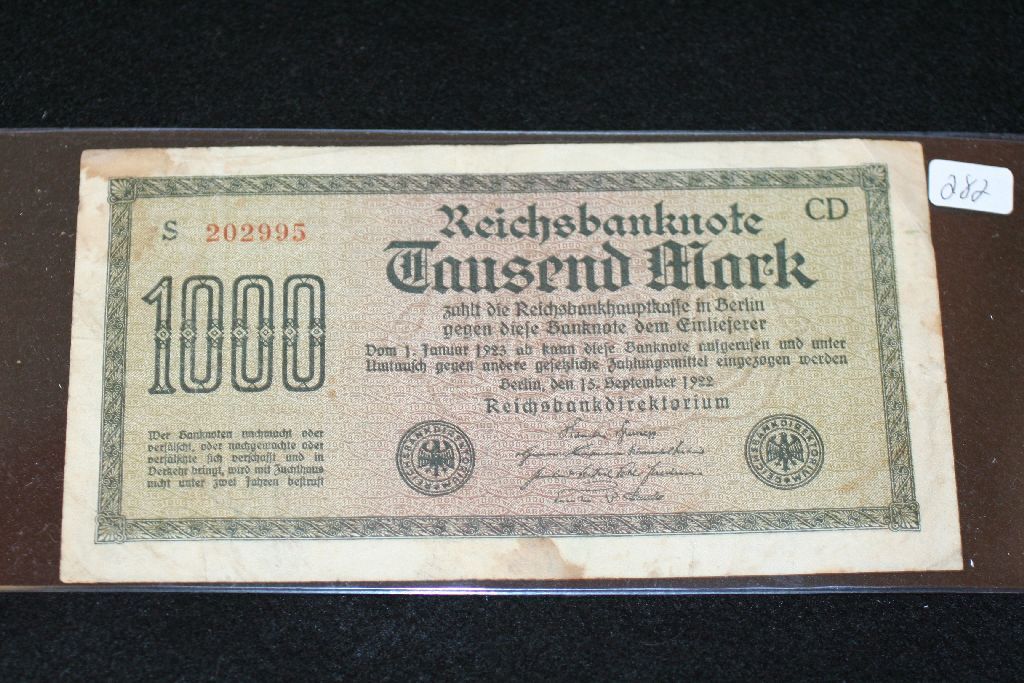 282
CD
S 202995
Reichsbanknote
Tausend Mark
1000
zahlt die Reichsbankhauptkasse in Berlin
gegen diese Banknote dem Einlieferer
Vom 1. Januar 1923 ab kann diese Banknote aufgerufen und unter
Umtausch gegen andere gesetzliche Zahlungsmittel eingezogen werden
Berlin, den 15. September 1922
Reichsbankdirektorium
Wer Banknoten nachmacht oder
verfälscht, oder nachgemachte oder
verfälschte sich verschafft und in
Verkehr bringt, wird mit Zuchthaus
nicht unter zwei Jahren bestraft
REICHSBANKDIREKTORIUM
REICHSBANKDIREKTORIUM